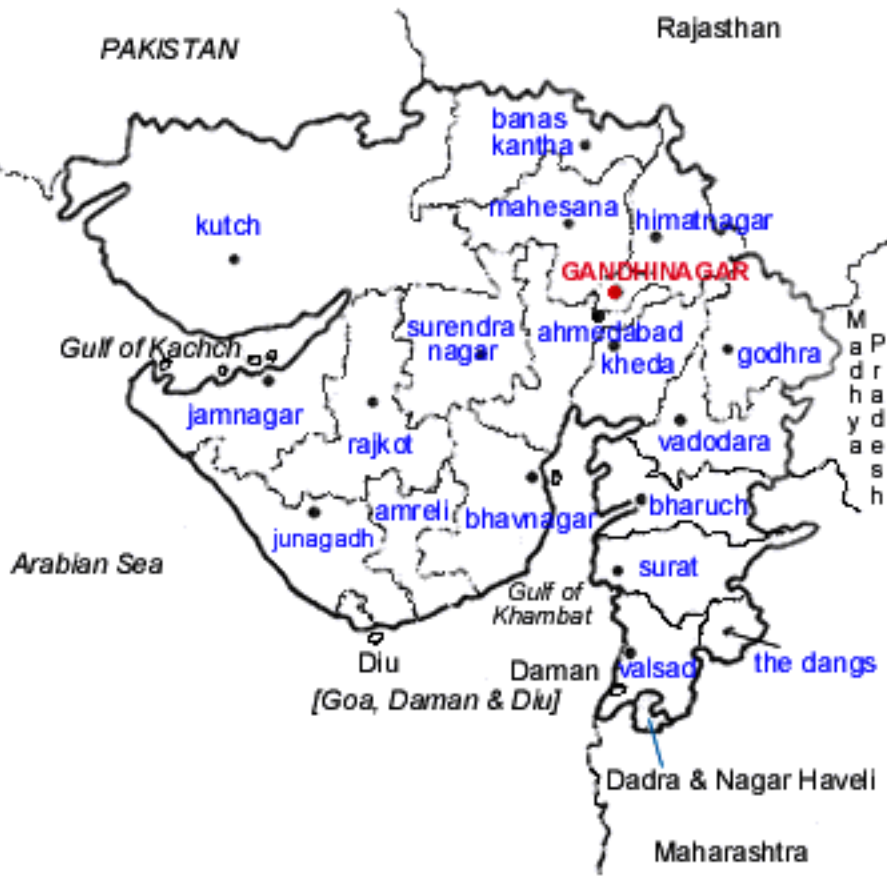 Rajasthan
PAKISTAN
banas
kantha
mahesana
himatnagar
kutch
GANDHINAGAR
surendra
nagar
ahmedabad
kheda
godhra
Madhya
Pradesh
Gulf of Kachch
jamnagar
rajkot
vadodara
amreli
bhavnagar
bharuch
junagadh
Arabian Sea
surat
Gulf of
Khambat
Diu
Daman
valsad
the dangs
[Goa, Daman & Diu]
Dadra & Nagar Haveli
Maharashtra